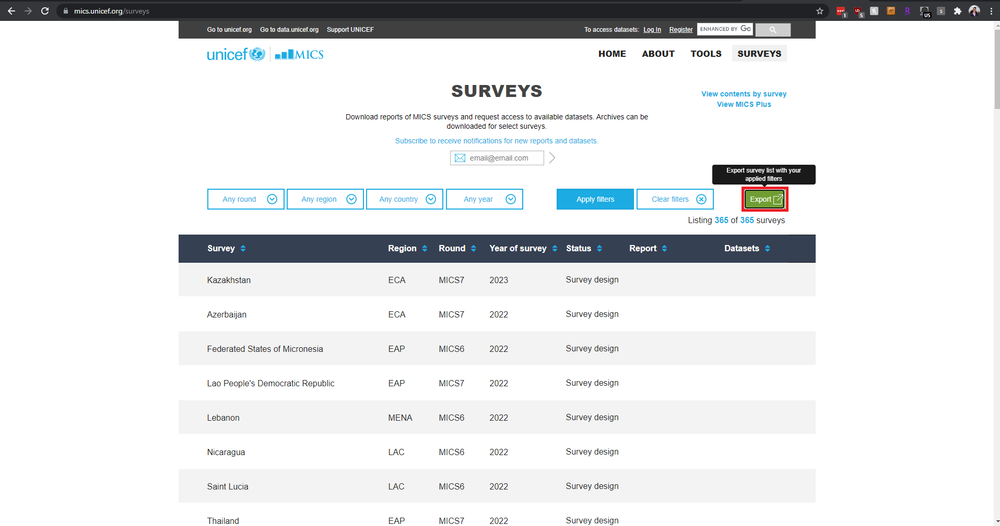 mics.unicef.org/surveys
1
5
US
Go to unicef.org Go to data.unicef.org Support UNICEF To access datasets: Log In Register ENHANCED BY Go
unicef MICS HOME ABOUT TOOLS SURVEYS
SURVEYS
View contents by survey
View MICS Plus
Download reports of MICS surveys and request access to available datasets. Archives can be
downloaded for select surveys.
Subscribe to receive notifications for new reports and datasets.
email@email.com
Export survey list with your
applied filters
Any round Any region Any country Any year Apply filters Clear filters Export
Listing 365 of 365 surveys
Survey Region Round Year of survey Status Report Datasets
Kazakhstan ECA MICS7 2023 Survey design
Azerbaijan ECA MICS7 2022 Survey design
Federated States of Micronesia EAP MICS6 2022 Survey design
Lao People's Democratic Republic EAP MICS7 2022 Survey design
Lebanon MENA MICS6 2022 Survey design
Nicaragua LAC MICS6 2022 Survey design
Saint Lucia LAC MICS6 2022 Survey design
Thailand EAP MICS7 2022 Survey design